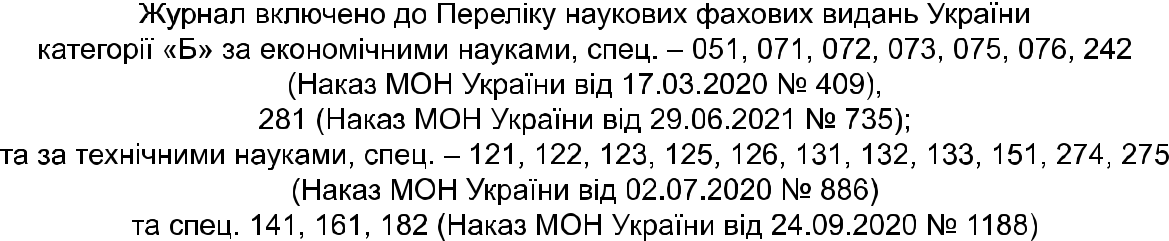 Журнал включено до Переліку наукових фахових видань України
категорії «Б» за економічними науками, спец. – 051, 071, 072, 073, 075, 076, 242
(Наказ МОН України від 17.03.2020 № 409),
281 (Наказ МОН України від 29.06.2021 № 735);
та за технічними науками, спец. – 121, 122, 123, 125, 126, 131, 132, 133, 151, 274, 275
(Наказ МОН України від 02.07.2020 № 886)
та спец. 141, 161, 182 (Наказ МОН України від 24.09.2020 № 1188)